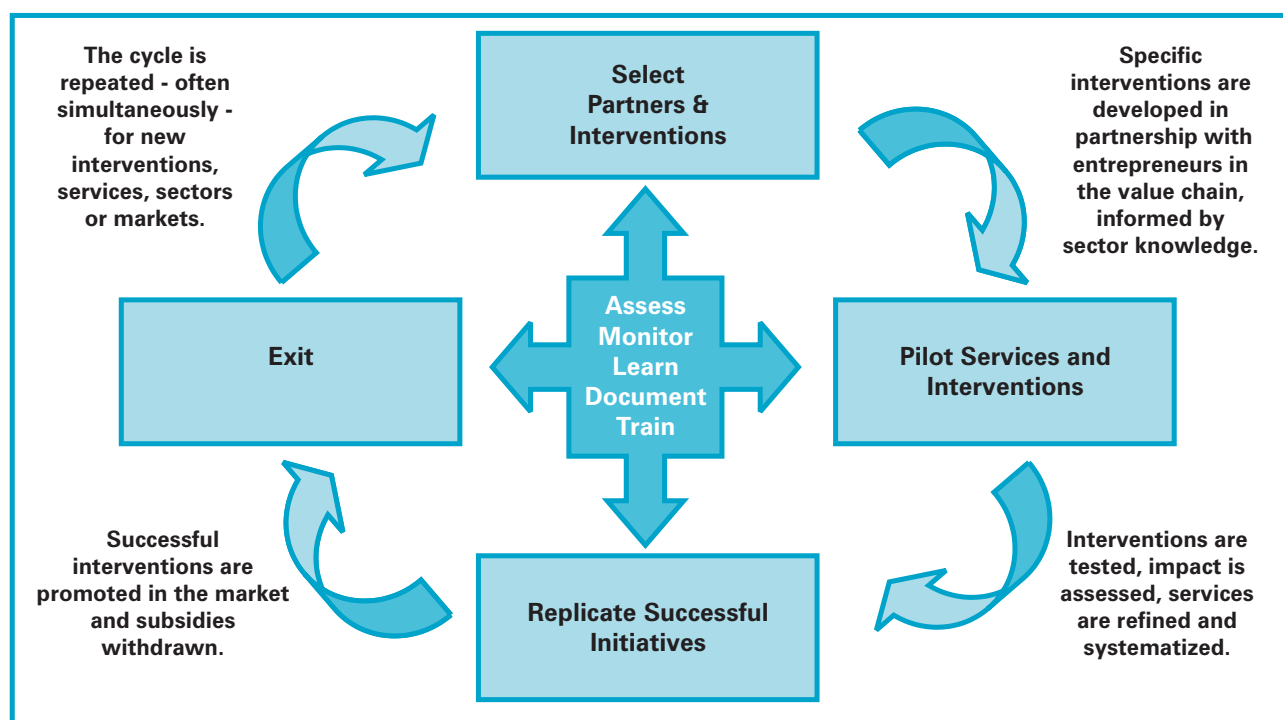 The cycle is
repeated - often
simultaneously -
for new
interventions,
services, sectors
or markets.
Select
Partners &
Interventions
Specific
interventions are
developed in
partnership with
entrepreneurs in
the value chain,
informed by
sector knowledge.
Exit
Assess
Monitor
Learn
Document
Train
Pilot Services and
Interventions
Successful
interventions are
promoted in the market
and subsidies
withdrawn.
Replicate Successful
Initiatives
Interventions are
tested, impact is
assessed, services
are refined and
systematized.